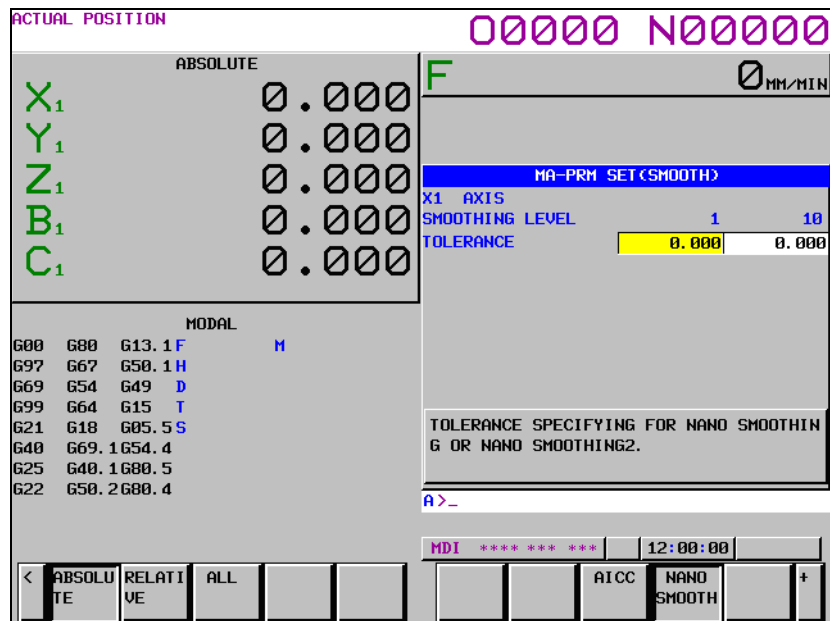 ACTUAL POSITION
O0000 N00000
ABSOLUTE
X1 0.000
Y1 0.000
Z1 0.000
B1 0.000
C1 0.000
F 0 MM/MIN
MA-PRM SET(SMOOTH)
X1 AXIS
SMOOTHING LEVEL 1 10
TOLERANCE 0.000 0.000
MODAL
G00 G80 G13.1 F M
G97 G67 G50.1 H
G69 G54 G49 D
G99 G64 G15 T
G21 G18 G05.5 S
G40 G69.1 G54.4
G25 G40.1 G80.5
G22 G50.2 G80.4
TOLERANCE SPECIFYING FOR NANO SMOOTHIN
G OR NANO SMOOTHING2.
A>_
MDI **** *** *** 12:00:00
< ABSOLU RELATI ALL AICC NANO +
TE VE SMOOTH